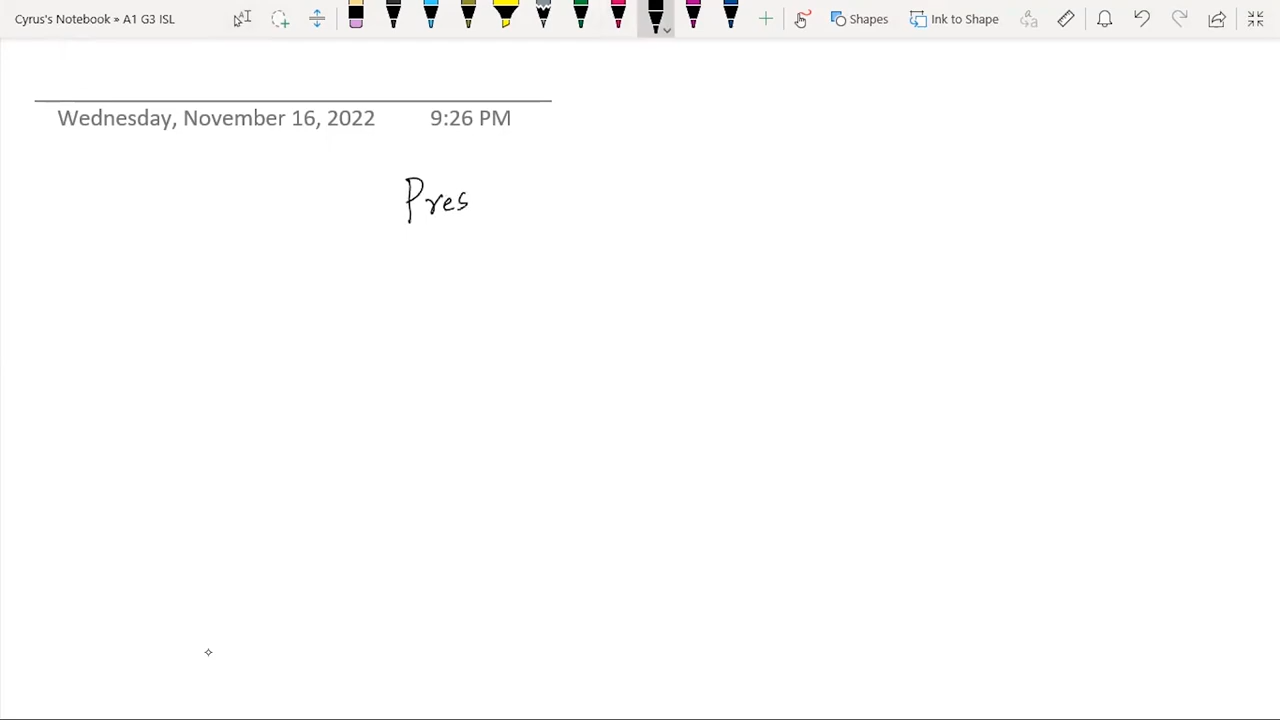 Cyrus's Notebook » A1 G3 ISL Shapes Ink to Shape
Wednesday, November 16, 2022 9:26 PM
Pres